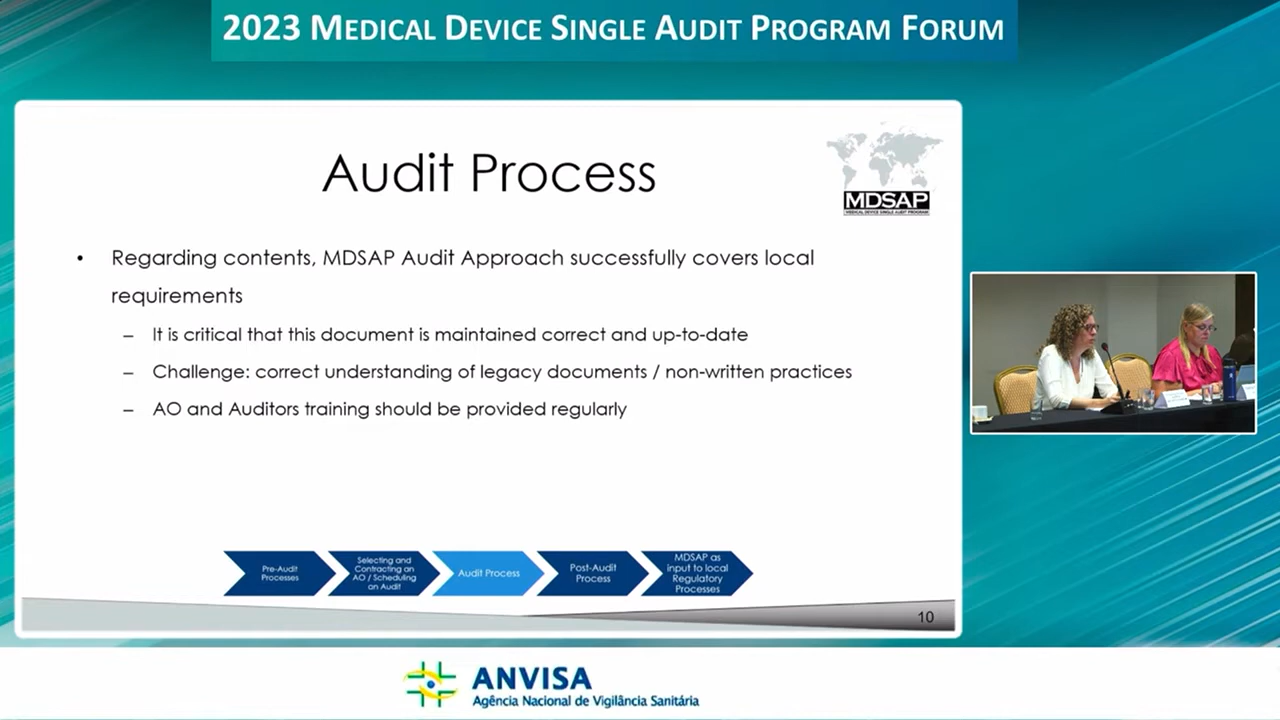 2023 MEDICAL DEVICE SINGLE AUDIT PROGRAM FORUM
Audit Process
MDSAP
MEDICAL DEVICE SINGLE AUDIT PROGRAM
• Regarding contents, MDSAP Audit Approach successfully covers local
requirements
– It is critical that this document is maintained correct and up-to-date
– Challenge: correct understanding of legacy documents / non-written practices
– AO and Auditors training should be provided regularly
Pre-Audit
Processes
Selecting and
Contracting an
AO / Scheduling
an Audit
Audit Process
Post-Audit
Process
MDSAP as
input to local
Regulatory
Processes
10
ANVISA
Agência Nacional de Vigilância Sanitária